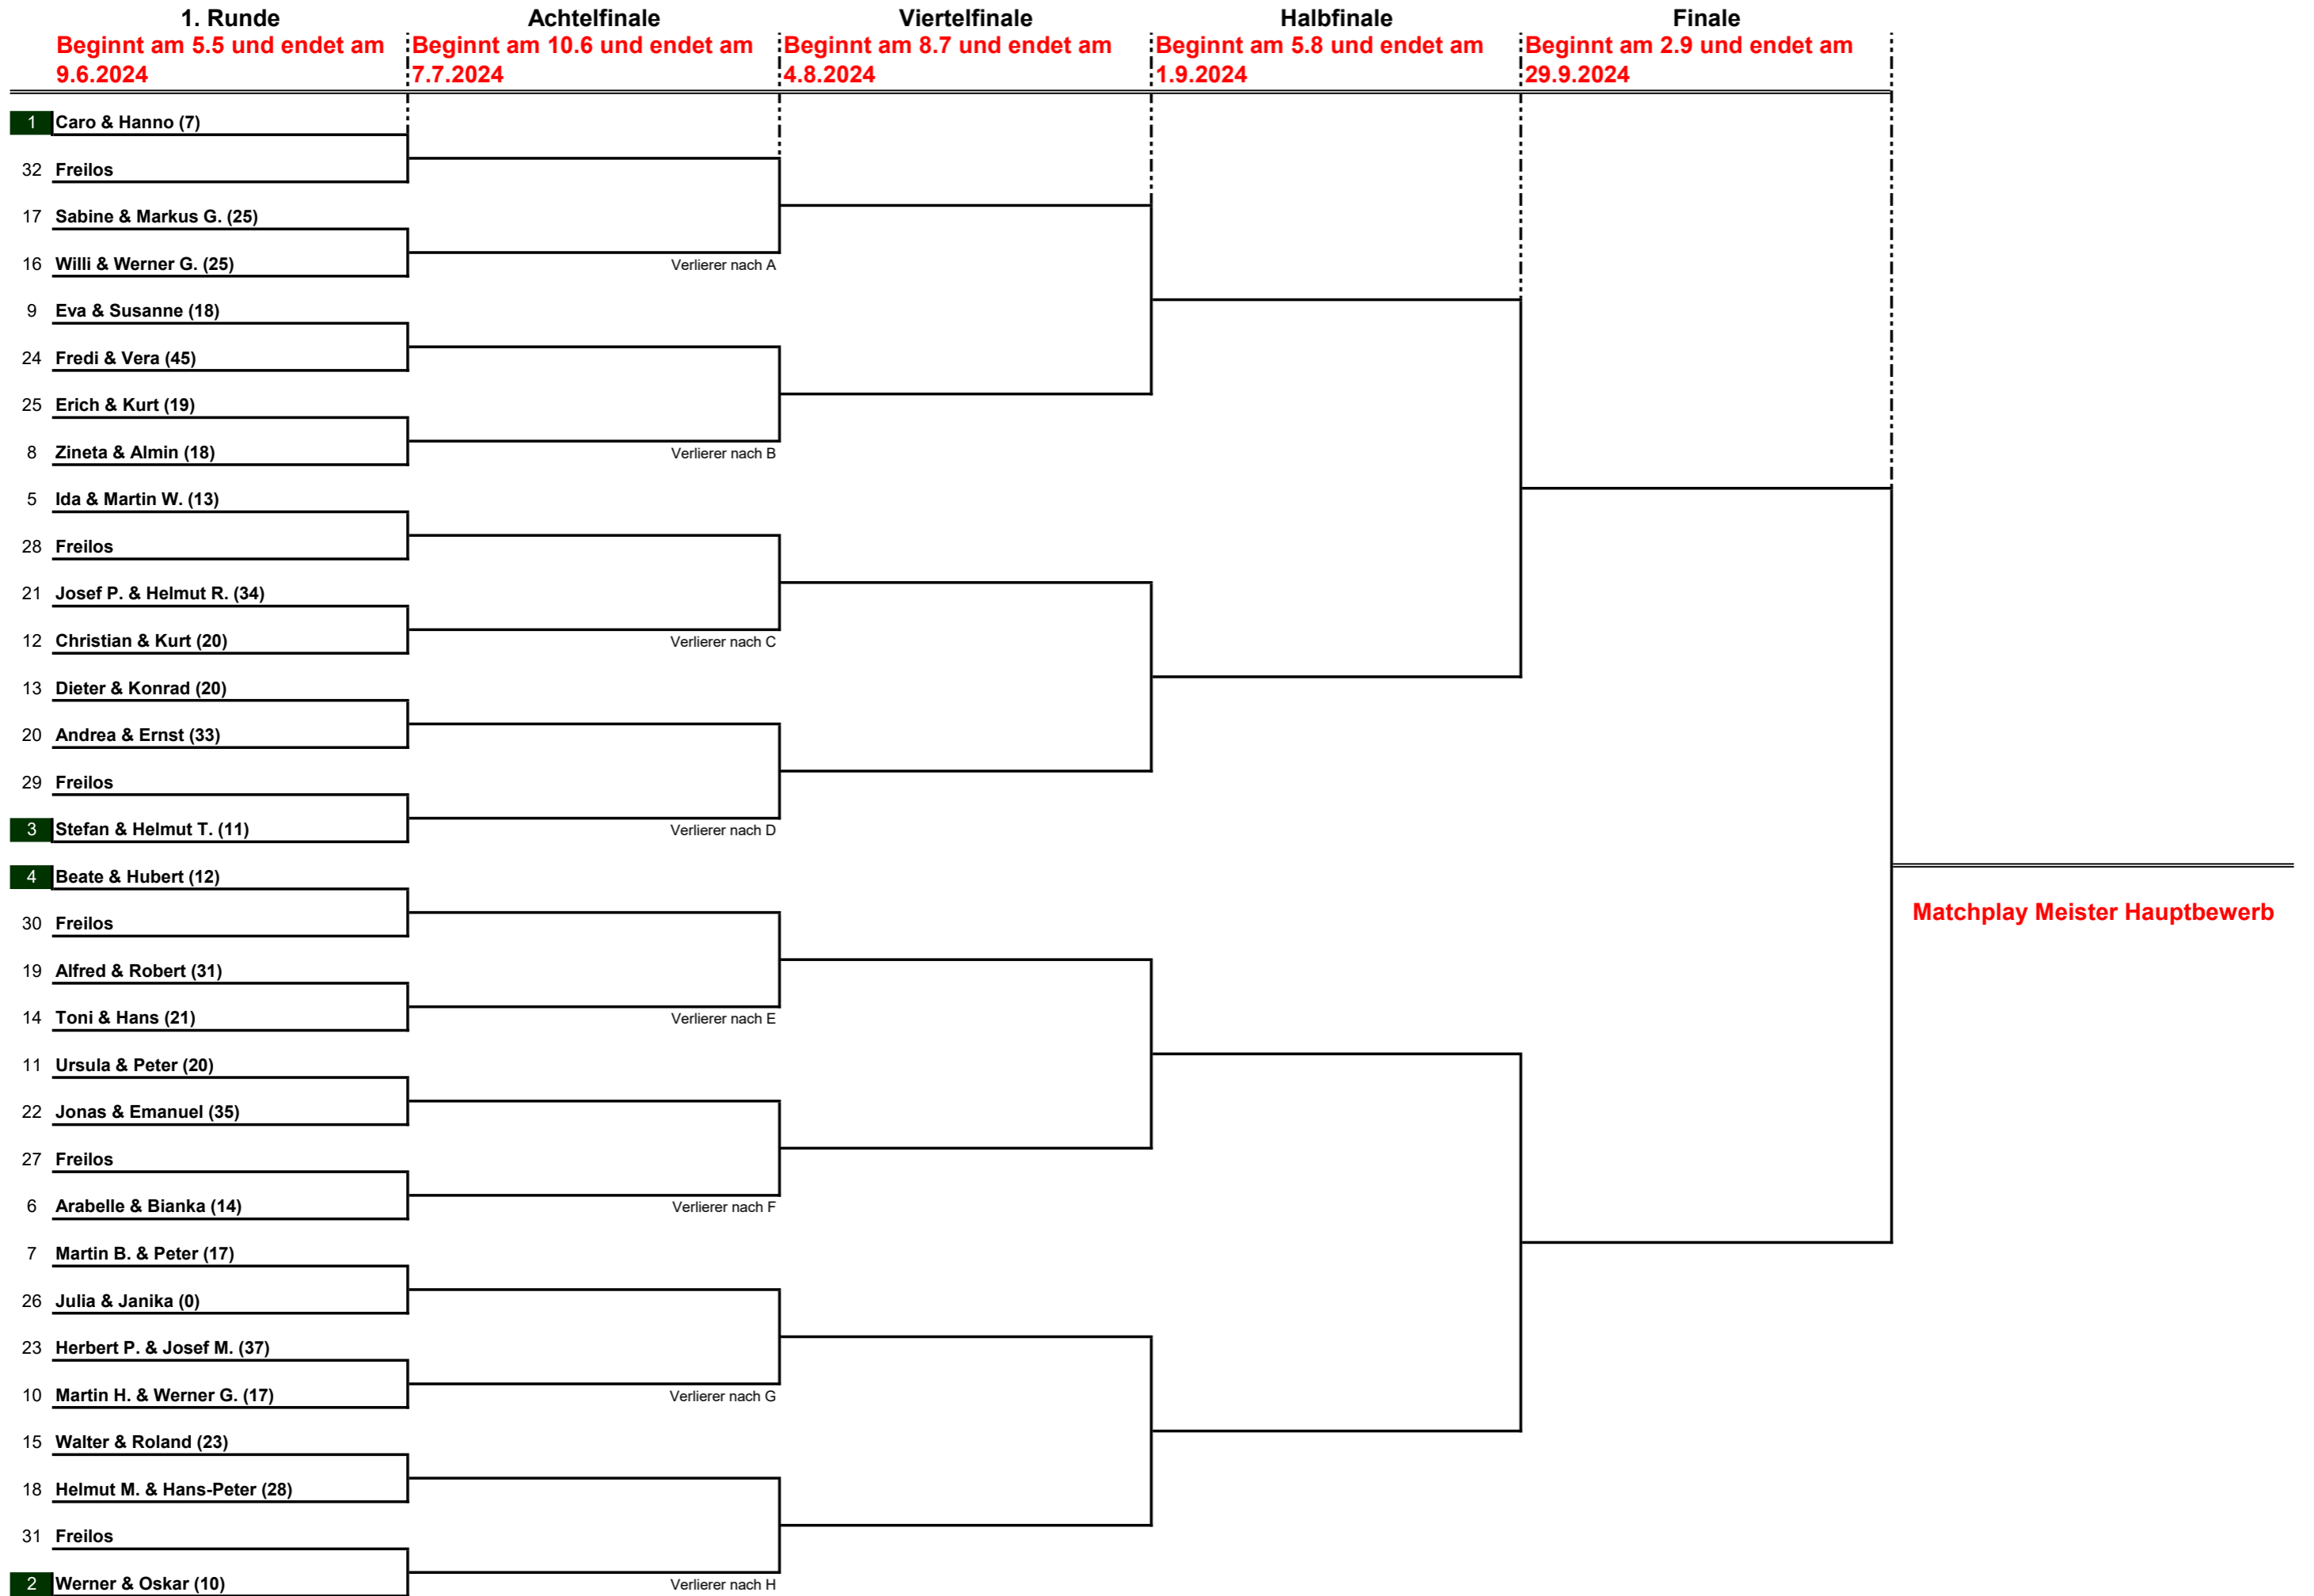 1. Runde Achtelfinale Viertelfinale Halbfinale Finale
Beginnt am 5.5 und endet am Beginnt am 10.6 und endet am Beginnt am 8.7 und endet am Beginnt am 5.8 und endet am Beginnt am 2.9 und endet am
9.6.2024 7.7.2024 4.8.2024 1.9.2024 29.9.2024
1 Caro & Hanno (7)
32 Freilos
17 Sabine & Markus G. (25)
16 Willi & Werner G. (25) Verlierer nach A
9 Eva & Susanne (18)
24 Fredi & Vera (45)
25 Erich & Kurt (19)
8 Zineta & Almin (18) Verlierer nach B
5 Ida & Martin W. (13)
28 Freilos
21 Josef P. & Helmut R. (34)
12 Christian & Kurt (20) Verlierer nach C
13 Dieter & Konrad (20)
20 Andrea & Ernst (33)
29 Freilos
3 Stefan & Helmut T. (11) Verlierer nach D
4 Beate & Hubert (12)
30 Freilos Matchplay Meister Hauptbewerb
19 Alfred & Robert (31)
14 Toni & Hans (21) Verlierer nach E
11 Ursula & Peter (20)
22 Jonas & Emanuel (35)
27 Freilos
6 Arabelle & Bianka (14) Verlierer nach F
7 Martin B. & Peter (17)
26 Julia & Janika (0)
23 Herbert P. & Josef M. (37)
10 Martin H. & Werner G. (17) Verlierer nach G
15 Walter & Roland (23)
18 Helmut M. & Hans-Peter (28)
31 Freilos
2 Werner & Oskar (10) Verlierer nach H